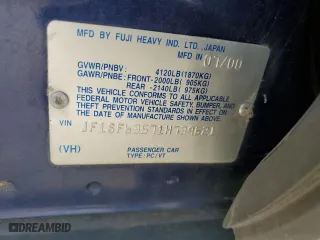 MFD BY FUJI HEAVY IND. LTD., JAPAN
MFD IN 07/00
GVWR/PNBV: 4120LB(1870KG)
GAWR/PNBE: FRONT-2000LB( 905KG)
REAR -2140LB( 975KG)
THIS VEHICLE CONFORMS TO ALL APPLICABLE
FEDERAL MOTOR VEHICLE SAFETY, BUMPER, AND
THEFT PREVENTION STANDARDS IN EFFECT ON THE
DATE OF MANUFACTURE SHOWN ABOVE.
VIN
(VH)
PASSENGER CAR
TYPE:PC/VT